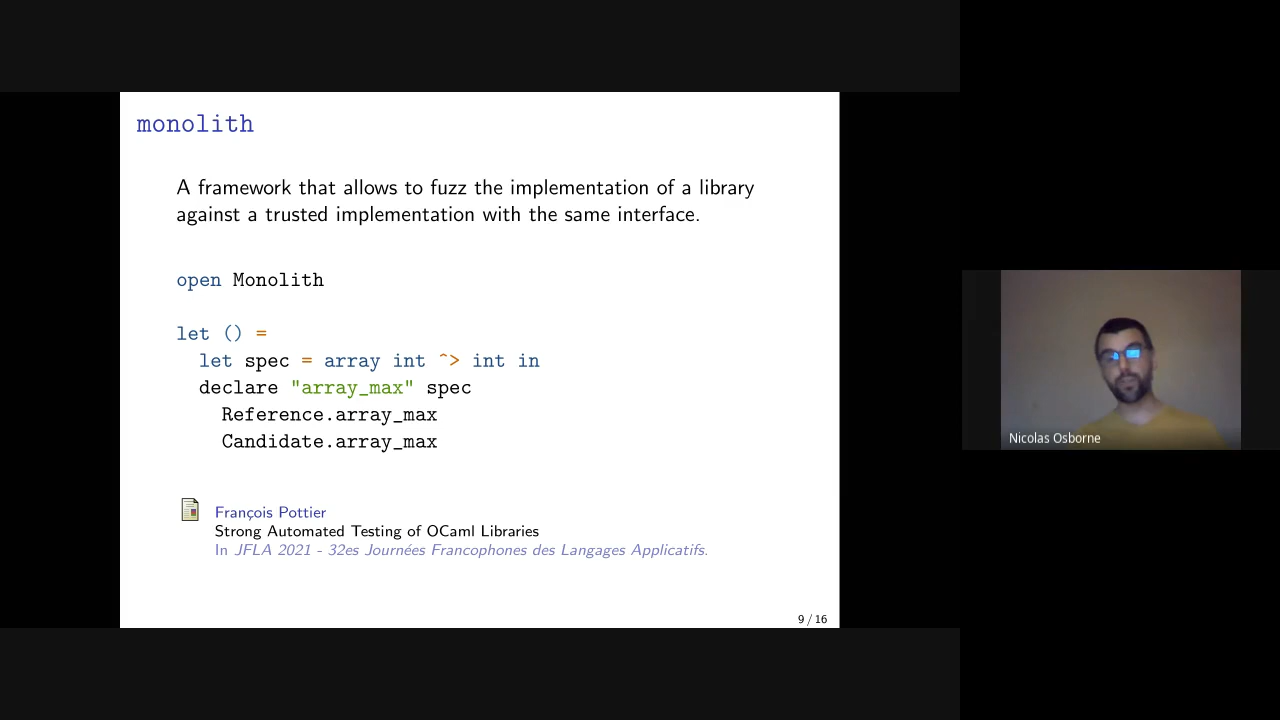 monolith
A framework that allows to fuzz the implementation of a library
against a trusted implementation with the same interface.
open Monolith
let () =
let spec = array int ^> int in
declare "array_max" spec
Reference.array_max
Candidate.array_max
François Pottier
Strong Automated Testing of OCaml Libraries
In JFLA 2021 - 32es Journées Francophones des Langages Applicatifs.
9 / 16
Nicolas Osborne